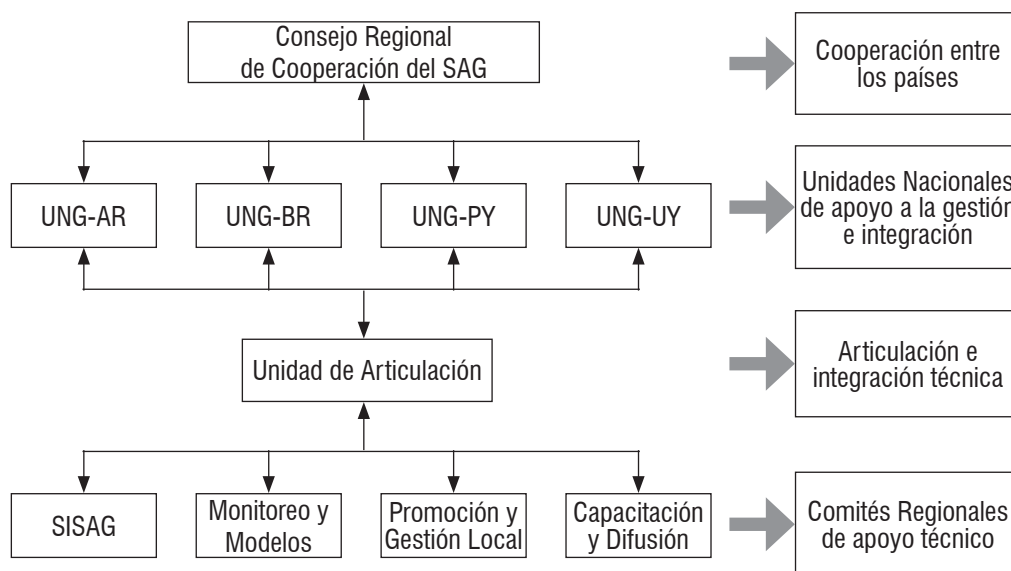 Consejo Regional
de Cooperación del SAG
Cooperación entre
los países
UNG-AR
UNG-BR
UNG-PY
UNG-UY
Unidades Nacionales
de apoyo a la gestión
e integración
Unidad de Articulación
Articulación e
integración técnica
SISAG
Monitoreo y
Modelos
Promoción y
Gestión Local
Capacitación
y Difusión
Comités Regionales
de apoyo técnico